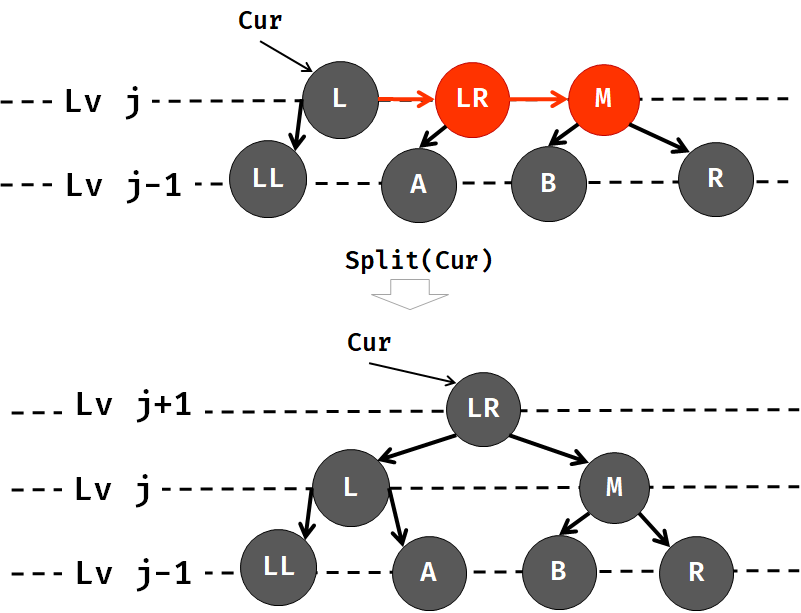 Cur
Lv j L LR M
Lv j-1 LL A B R
Split(Cur)
Cur
Lv j+1 LR
Lv j L M
Lv j-1 LL A B R